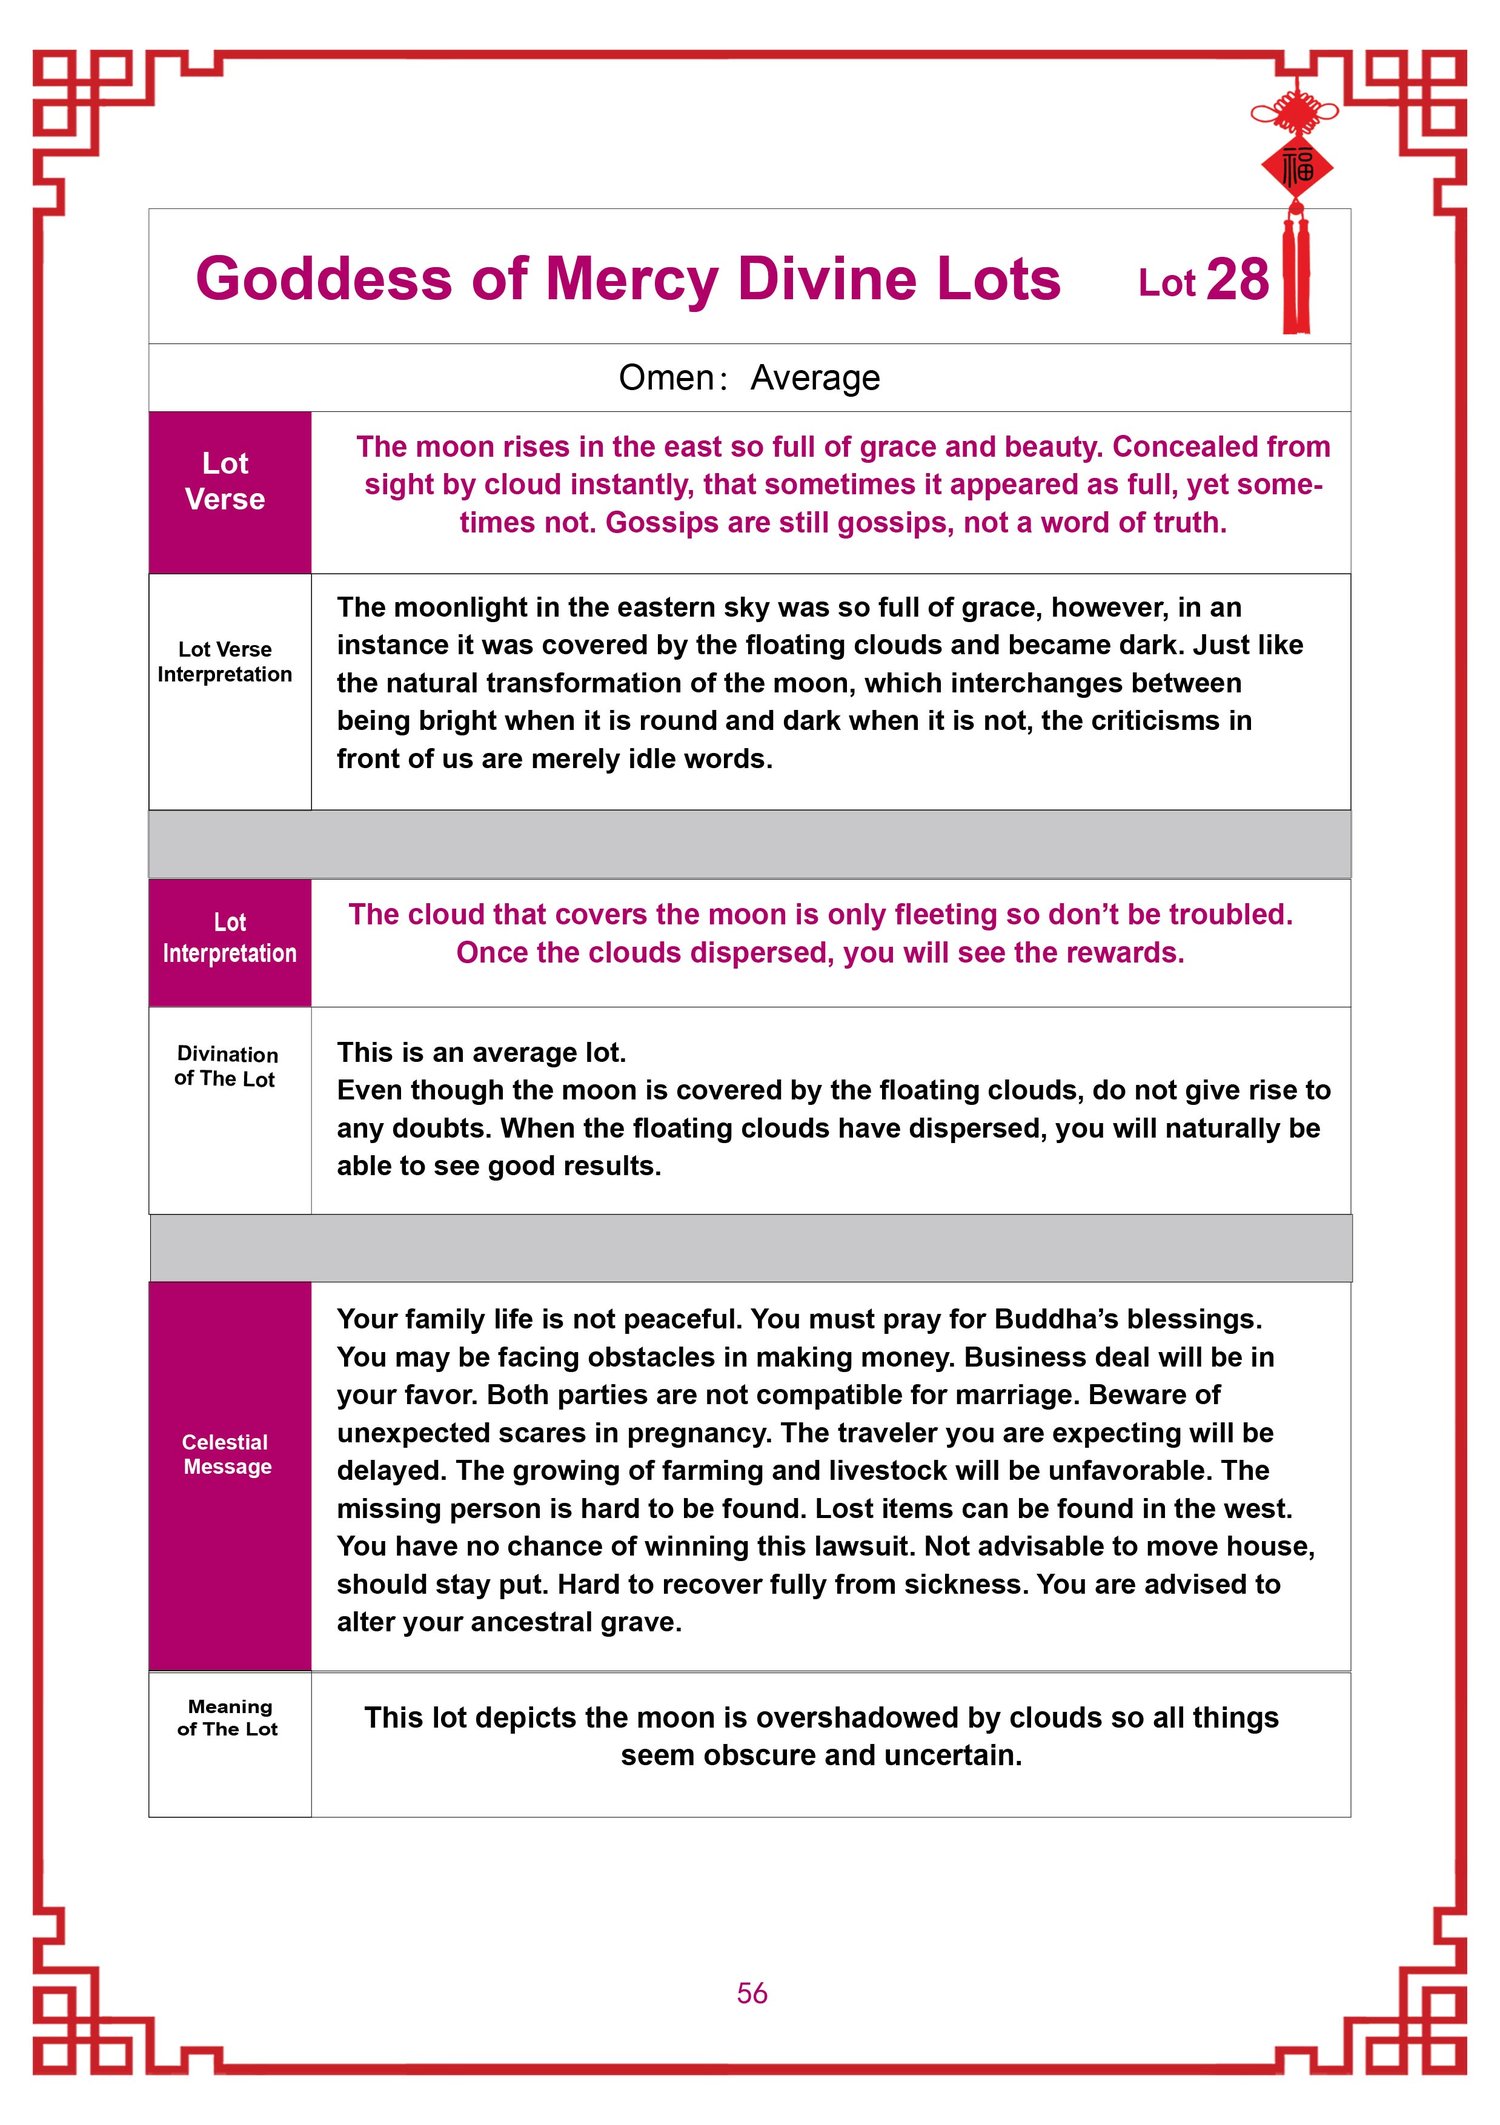 福
Goddess of Mercy Divine Lots Lot 28
Omen： Average
Lot
Verse
The moon rises in the east so full of grace and beauty. Concealed from
sight by cloud instantly, that sometimes it appeared as full, yet some-
times not. Gossips are still gossips, not a word of truth.
Lot Verse
Interpretation
The moonlight in the eastern sky was so full of grace, however, in an
instance it was covered by the floating clouds and became dark. Just like
the natural transformation of the moon, which interchanges between
being bright when it is round and dark when it is not, the criticisms in
front of us are merely idle words.
Lot
Interpretation
The cloud that covers the moon is only fleeting so don’t be troubled.
Once the clouds dispersed, you will see the rewards.
Divination
of The Lot
This is an average lot.
Even though the moon is covered by the floating clouds, do not give rise to
any doubts. When the floating clouds have dispersed, you will naturally be
able to see good results.
Celestial
Message
Your family life is not peaceful. You must pray for Buddha’s blessings.
You may be facing obstacles in making money. Business deal will be in
your favor. Both parties are not compatible for marriage. Beware of
unexpected scares in pregnancy. The traveler you are expecting will be
delayed. The growing of farming and livestock will be unfavorable. The
missing person is hard to be found. Lost items can be found in the west.
You have no chance of winning this lawsuit. Not advisable to move house,
should stay put. Hard to recover fully from sickness. You are advised to
alter your ancestral grave.
Meaning
of The Lot
This lot depicts the moon is overshadowed by clouds so all things
seem obscure and uncertain.
56